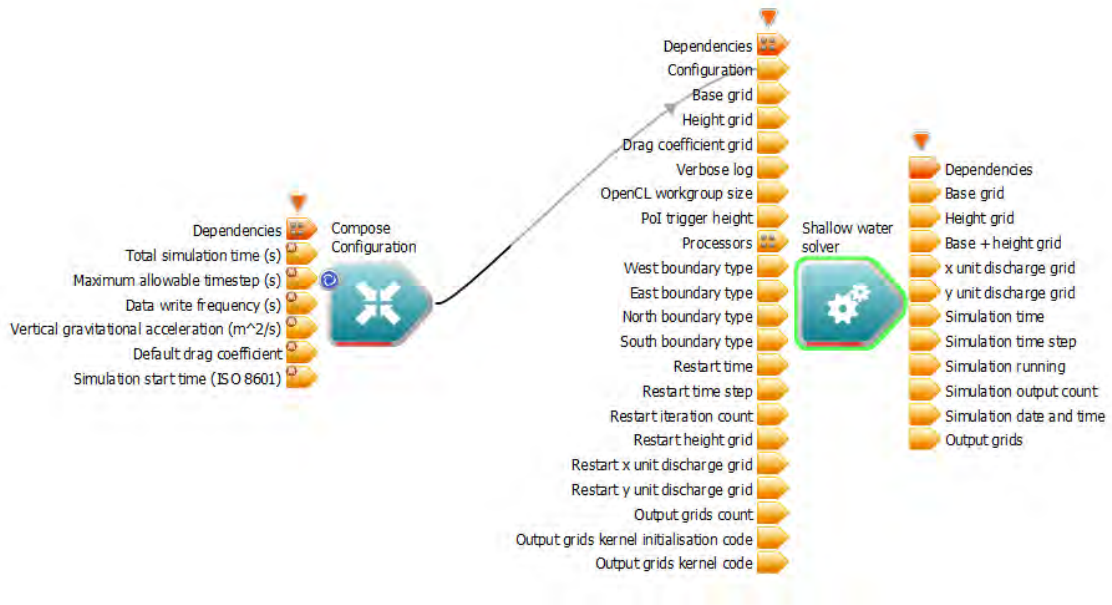 Dependencies
Total simulation time (s)
Maximum allowable timestep (s)
Data write frequency (s)
Vertical gravitational acceleration (m^2/s)
Default drag coefficient
Simulation start time (ISO 8601)
Compose
Configuration
Dependencies
Configuration
Base grid
Height grid
Drag coefficient grid
Verbose log
OpenCL workgroup size
PoI trigger height
Processors
West boundary type
East boundary type
North boundary type
South boundary type
Restart time
Restart time step
Restart iteration count
Restart height grid
Restart x unit discharge grid
Restart y unit discharge grid
Output grids count
Output grids kernel initialisation code
Output grids kernel code
Shallow water
solver
Dependencies
Base grid
Height grid
Base + height grid
x unit discharge grid
y unit discharge grid
Simulation time
Simulation time step
Simulation running
Simulation output count
Simulation date and time
Output grids